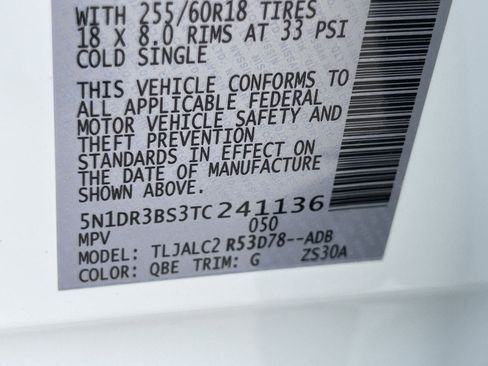 WITH 255/60R18 TIRES
18 X 8.0 RIMS AT 33 PSI
COLD SINGLE
THIS VEHICLE CONFORMS TO
ALL APPLICABLE FEDERAL
MOTOR VEHICLE SAFETY AND
THEFT PREVENTION
STANDARDS IN EFFECT ON
THE DATE OF MANUFACTURE
SHOWN ABOVE.
5N1DR3BS3TC241136
MPV 050
MODEL: TLJALC2 R53D78--ADB
COLOR: QBE TRIM: G ZS30A